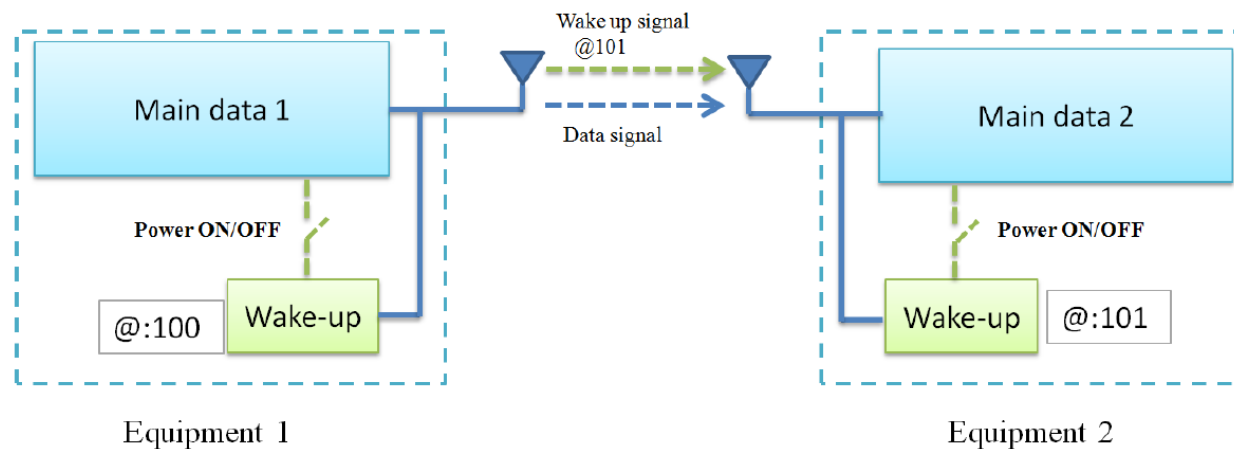 Wake up signal
@101
Main data 1
Main data 2
Data signal
Power ON/OFF
Power ON/OFF
@:100
Wake-up
Wake-up
@:101
Equipment 1
Equipment 2